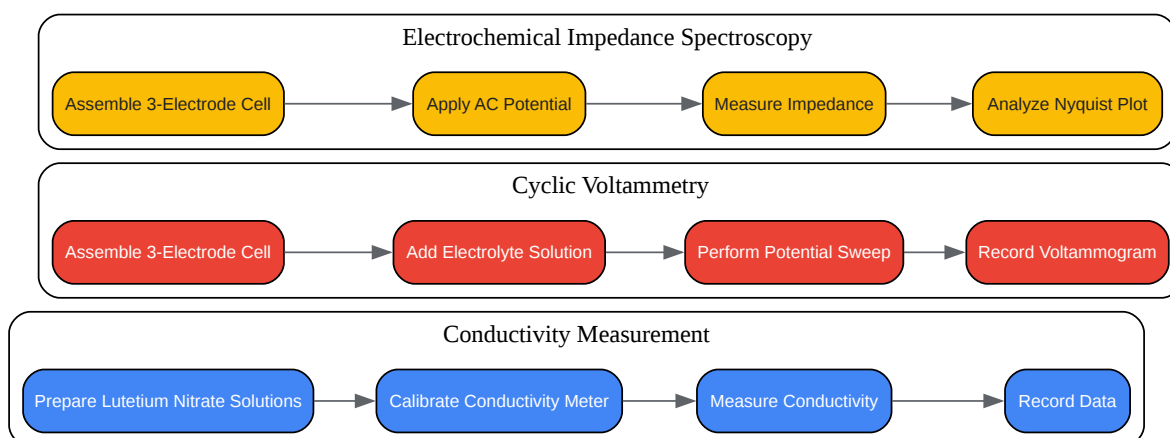 Electrochemical Impedance Spectroscopy
Assemble 3-Electrode Cell
Apply AC Potential
Measure Impedance
Analyze Nyquist Plot
Cyclic Voltammetry
Assemble 3-Electrode Cell
Add Electrolyte Solution
Perform Potential Sweep
Record Voltammogram
Conductivity Measurement
Prepare Lutetium Nitrate Solutions
Calibrate Conductivity Meter
Measure Conductivity
Record Data